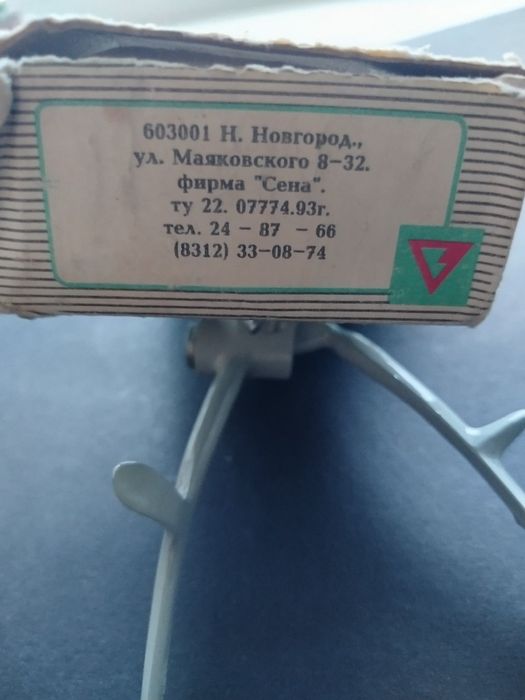 603001 Н. Новгород.,
ул. Маяковского 8-32.
фирма "Сена".
ту 22. 07774.93г.
тел. 24 - 87 - 66
(8312) 33-08-74